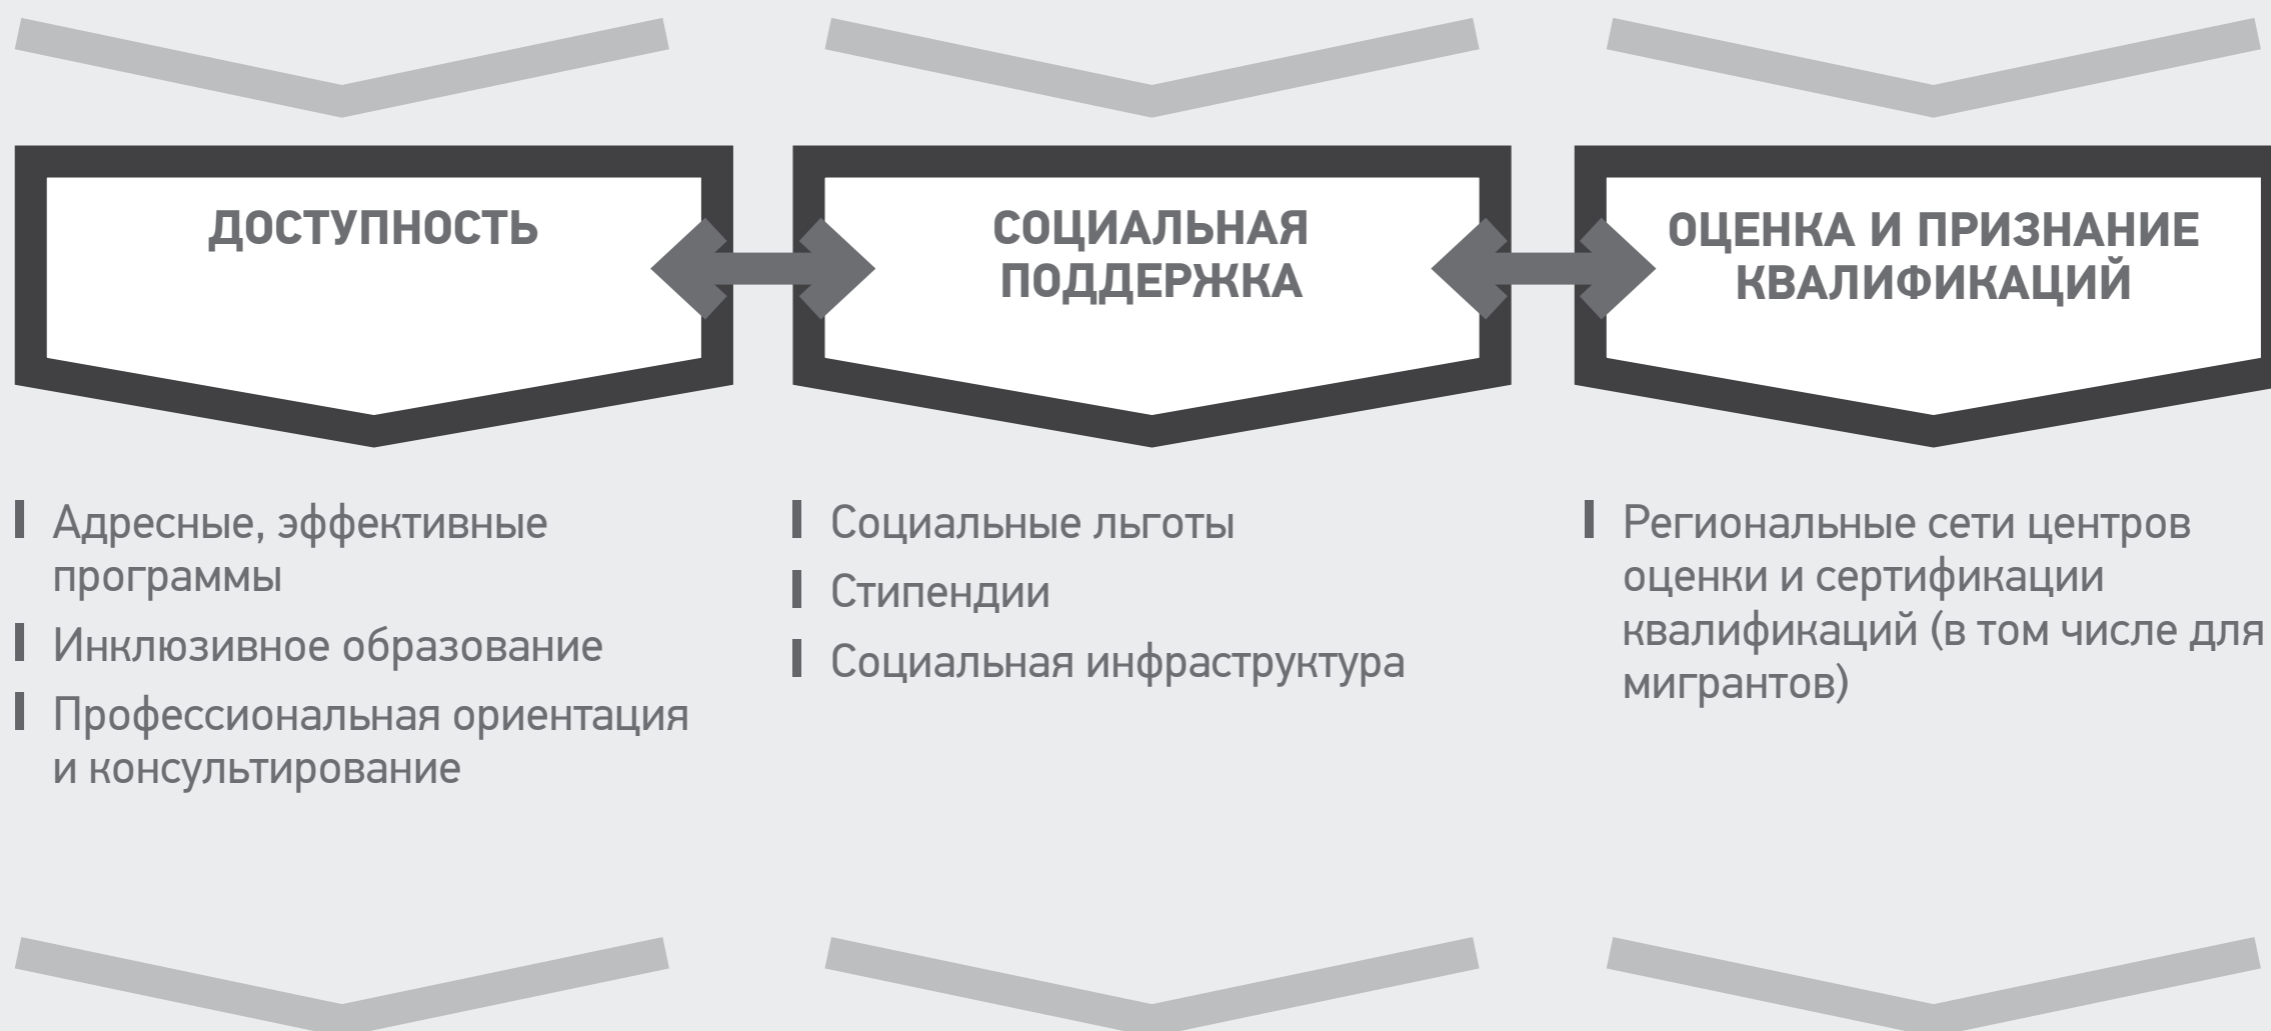 ДОСТУПНОСТЬ
Адресные, эффективные
программы
Инклюзивное образование
Профессиональная ориентация
и консультирование
СОЦИАЛЬНАЯ
ПОДДЕРЖКА
Социальные льготы
Стипендии
Социальная инфраструктура
ОЦЕНКА И ПРИЗНАНИЕ
КВАЛИФИКАЦИЙ
Региональные сети центров
оценки и сертификации
квалификаций (в том числе для
мигрантов)